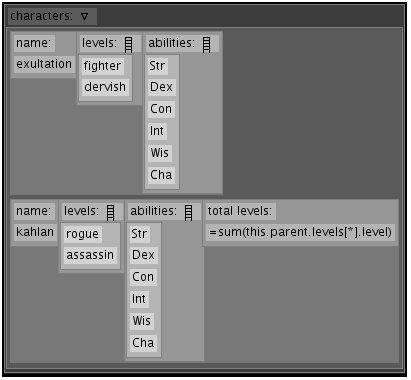 characters: ▽
name: levels: abilities:
exultation fighter Str
dervish Dex
Con
Int
Wis
Cha
name: levels: abilities: total levels:
kahlan rogue Str =sum(this.parent.levels[*].level)
assassin Dex
Con
Int
Wis
Cha